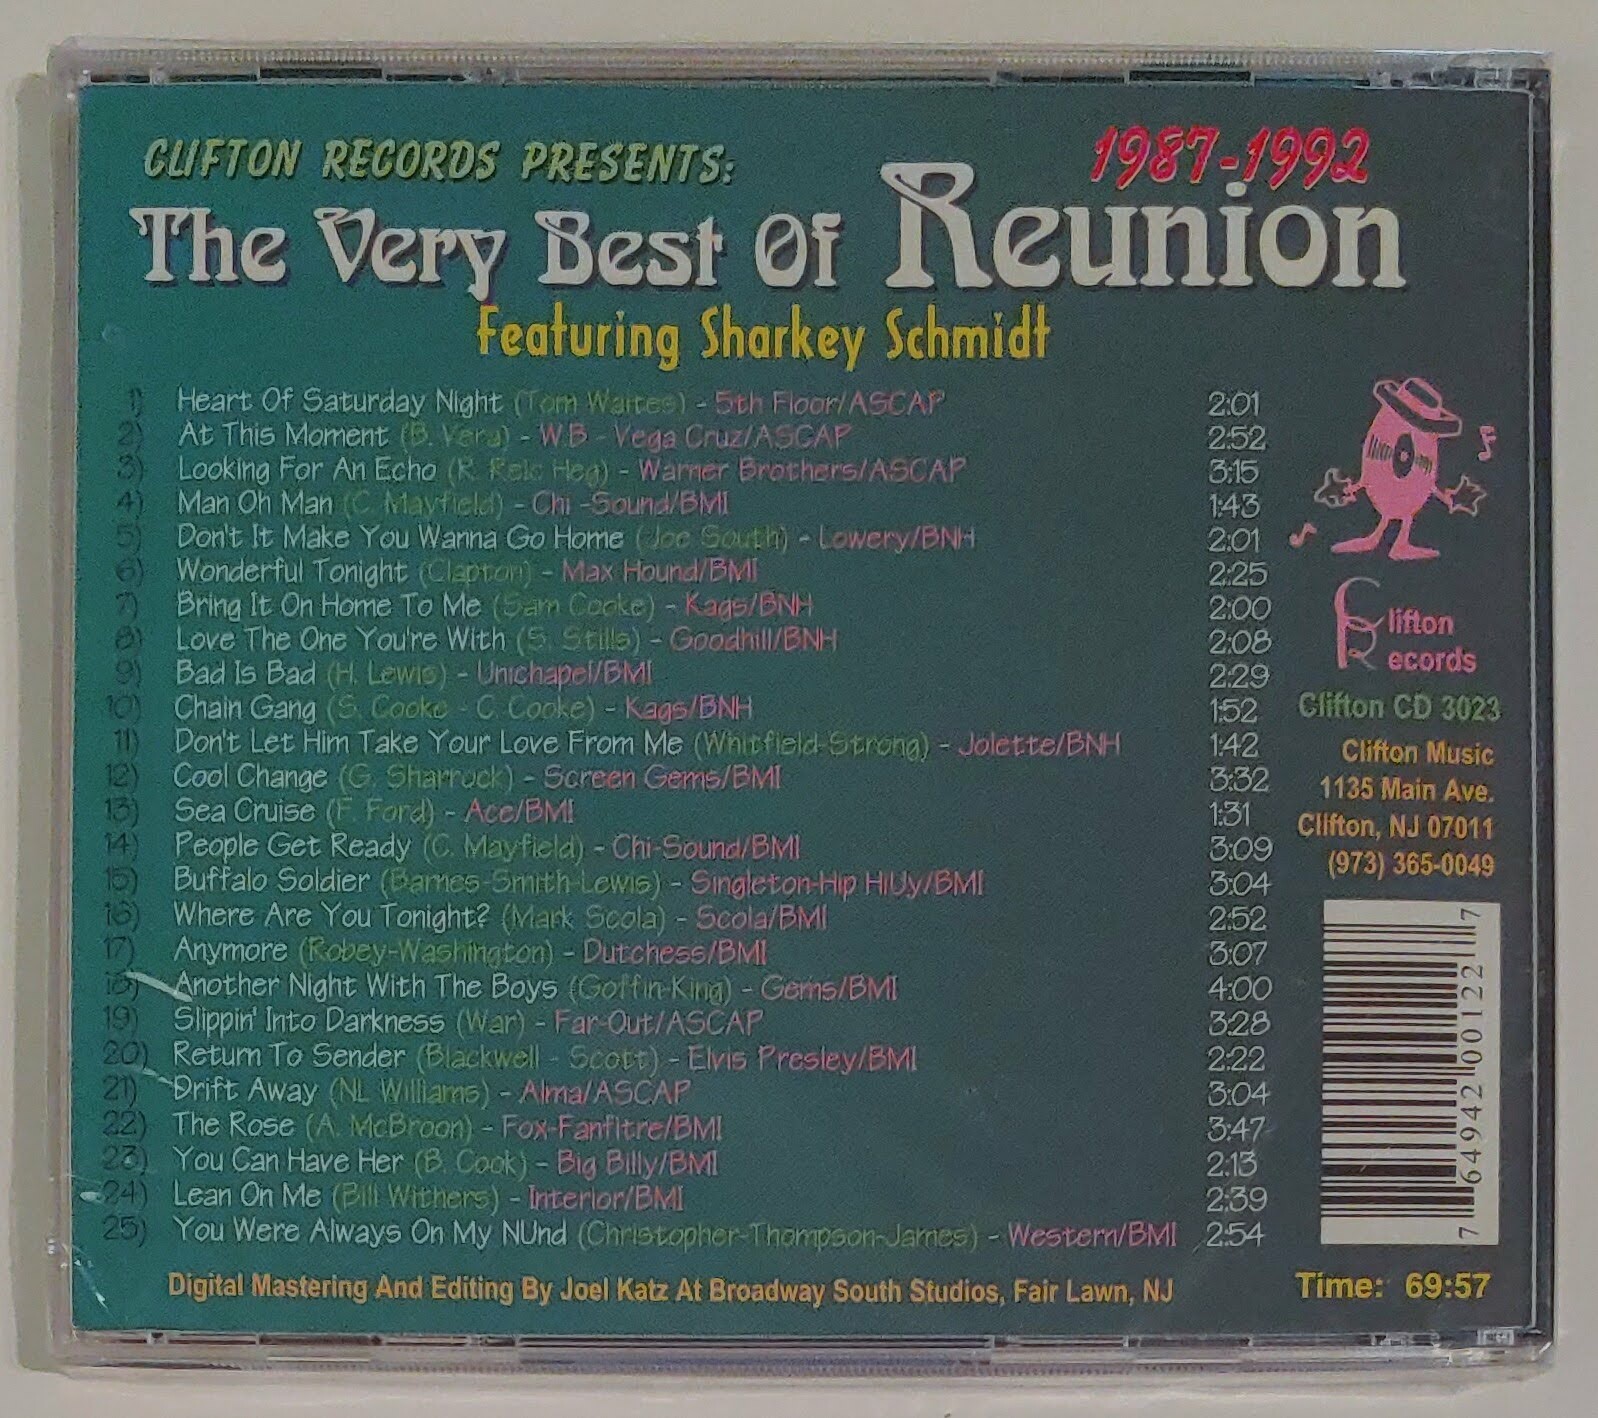 CLIFTON RECORDS PRESENTS:
1987-1992
The Very Best Of Reunion
Featuring Sharkey Schmidt
1) Heart Of Saturday Night (Tom Waites) - 5th Floor/ASCAP 2:01
2) At This Moment (B. Vera) - W.B - Vega Cruz/ASCAP 2:52
3) Looking For An Echo (R. Relc Heg) - Warner Brothers/ASCAP 3:15
4) Man Oh Man (C. Mayfield) - Chi -Sound/BMI 1:43
5) Don't It Make You Wanna Go Home (Joe South) - Lowery/BNH 2:01
6) Wonderful Tonight (Clapton) - Max Hound/BMI 2:25
7) Bring It On Home To Me (Sam Cooke) - Kags/BNH 2:00
8) Love The One You're With (S. Stills) - Goodhill/BNH 2:08
9) Bad Is Bad (H. Lewis) - Unichapel/BMI 2:29
10) Chain Gang (S. Cooke - C. Cooke) - Kags/BNH 1:52
11) Don't Let Him Take Your Love From Me (Whitfield-Strong) - Jolette/BNH 1:42
12) Cool Change (G. Sharrock) - Screen Gems/BMI 3:32
13) Sea Cruise (F. Ford) - Ace/BMI 1:31
14) People Get Ready (C. Mayfield) - Chi-Sound/BMI 3:09
15) Buffalo Soldier (Barnes-Smith-Lewis) - Singleton-Hip HiUy/BMI 3:04
16) Where Are You Tonight? (Mark Scola) - Scola/BMI 2:52
17) Anymore (Robey-Washington) - Dutchess/BMI 3:07
18) Another Night With The Boys (Goffin-King) - Gems/BMI 4:00
19) Slippin' Into Darkness (War) - Far-Out/ASCAP 3:28
20) Return To Sender (Blackwell - Scott) - Elvis Presley/BMI 2:22
21) Drift Away (NL Williams) - Alma/ASCAP 3:04
22) The Rose (A. McBroon) - Fox-Fanfitre/BMI 3:47
23) You Can Have Her (B. Cook) - Big Billy/BMI 2:13
24) Lean On Me (Bill Withers) - Interior/BMI 2:39
25) You Were Always On My NUnd (Christopher-Thompson-James) - Western/BMI 2:54
Digital Mastering And Editing By Joel Katz At Broadway South Studios, Fair Lawn, NJ
Clifton
Records
Clifton CD 3023
Clifton Music
1135 Main Ave.
Clifton, NJ 07011
(973) 365-0049
7 64942 00122 7
Time: 69:57